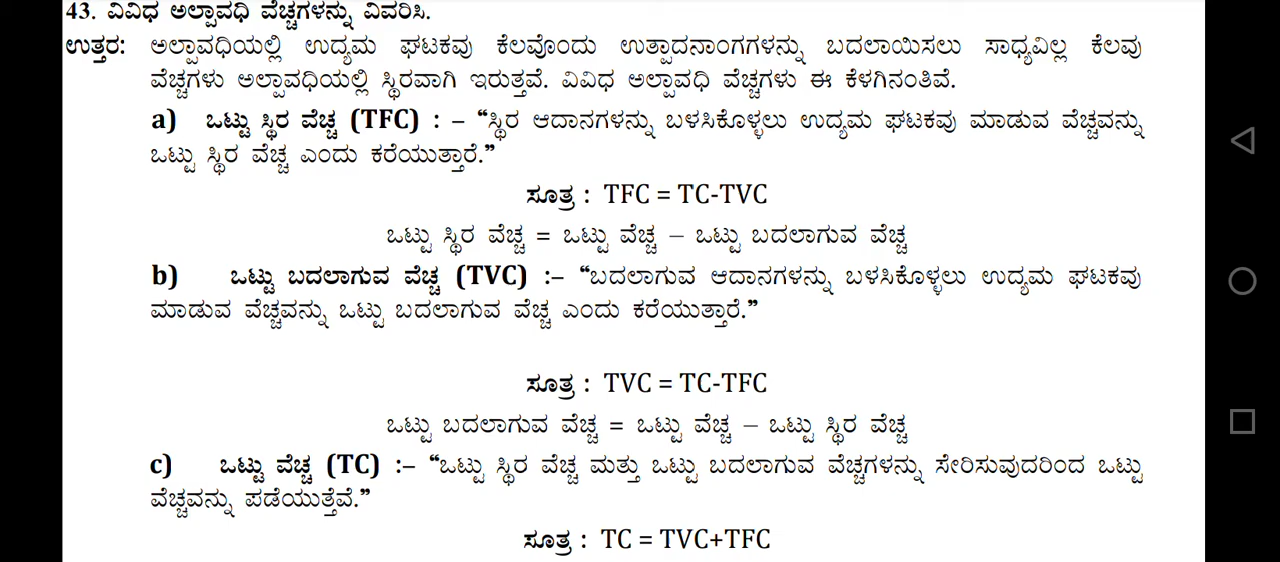 43. ವಿವಿಧ ಅಲ್ಪಾವಧಿ ವೆಚ್ಚಗಳನ್ನು ವಿವರಿಸಿ.
ಉತ್ತರ: ಅಲ್ಪಾವಧಿಯಲ್ಲಿ ಉದ್ಯಮ ಘಟಕವು ಕೆಲವೊಂದು ಉತ್ಪಾದನಾಂಗಗಳನ್ನು ಬದಲಾಯಿಸಲು ಸಾಧ್ಯವಿಲ್ಲ ಕೆಲವು
ವೆಚ್ಚಗಳು ಅಲ್ಪಾವಧಿಯಲ್ಲಿ ಸ್ಥಿರವಾಗಿ ಇರುತ್ತವೆ. ವಿವಿಧ ಅಲ್ಪಾವಧಿ ವೆಚ್ಚಗಳು ಈ ಕೆಳಗಿನಂತಿವೆ.
a) ಒಟ್ಟು ಸ್ಥಿರ ವೆಚ್ಚ (TFC) : – “ಸ್ಥಿರ ಆದಾನಗಳನ್ನು ಬಳಸಿಕೊಳ್ಳಲು ಉದ್ಯಮ ಘಟಕವು ಮಾಡುವ ವೆಚ್ಚವನ್ನು
ಒಟ್ಟು ಸ್ಥಿರ ವೆಚ್ಚ ಎಂದು ಕರೆಯುತ್ತಾರೆ.”
ಸೂತ್ರ : TFC = TC-TVC
ಒಟ್ಟು ಸ್ಥಿರ ವೆಚ್ಚ = ಒಟ್ಟು ವೆಚ್ಚ – ಒಟ್ಟು ಬದಲಾಗುವ ವೆಚ್ಚ
b) ಒಟ್ಟು ಬದಲಾಗುವ ವೆಚ್ಚ (TVC) :– “ಬದಲಾಗುವ ಆದಾನಗಳನ್ನು ಬಳಸಿಕೊಳ್ಳಲು ಉದ್ಯಮ ಘಟಕವು
ಮಾಡುವ ವೆಚ್ಚವನ್ನು ಒಟ್ಟು ಬದಲಾಗುವ ವೆಚ್ಚ ಎಂದು ಕರೆಯುತ್ತಾರೆ.”
ಸೂತ್ರ : TVC = TC-TFC
ಒಟ್ಟು ಬದಲಾಗುವ ವೆಚ್ಚ = ಒಟ್ಟು ವೆಚ್ಚ – ಒಟ್ಟು ಸ್ಥಿರ ವೆಚ್ಚ
c) ಒಟ್ಟು ವೆಚ್ಚ (TC) :– “ಒಟ್ಟು ಸ್ಥಿರ ವೆಚ್ಚ ಮತ್ತು ಒಟ್ಟು ಬದಲಾಗುವ ವೆಚ್ಚಗಳನ್ನು ಸೇರಿಸುವುದರಿಂದ ಒಟ್ಟು
ವೆಚ್ಚವನ್ನು ಪಡೆಯುತ್ತೆವೆ.”
ಸೂತ್ರ : TC = TVC+TFC